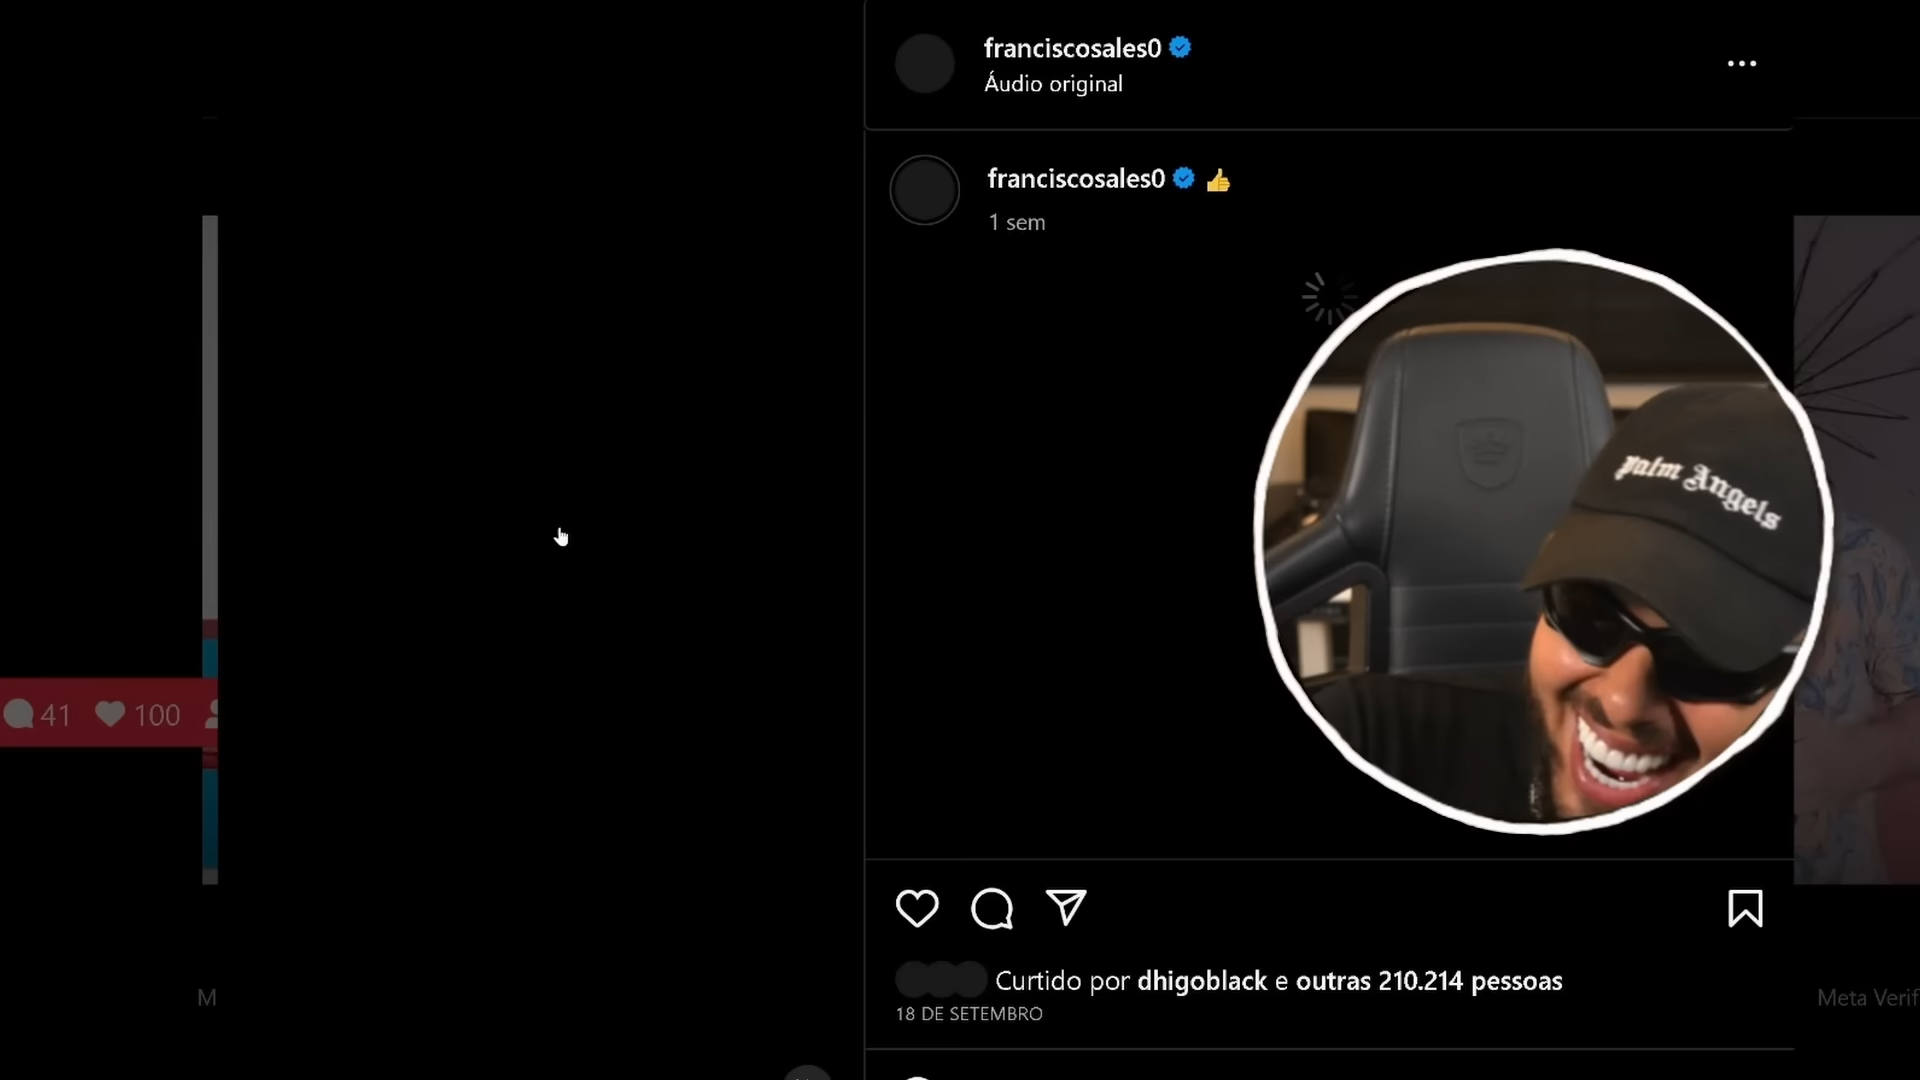 franciscosales0
Áudio original
franciscosales0 👍
1 sem
Palm Angels
41 100
Curtido por dhigoblack e outras 210.214 pessoas
18 DE SETEMBRO
M
Meta Verif